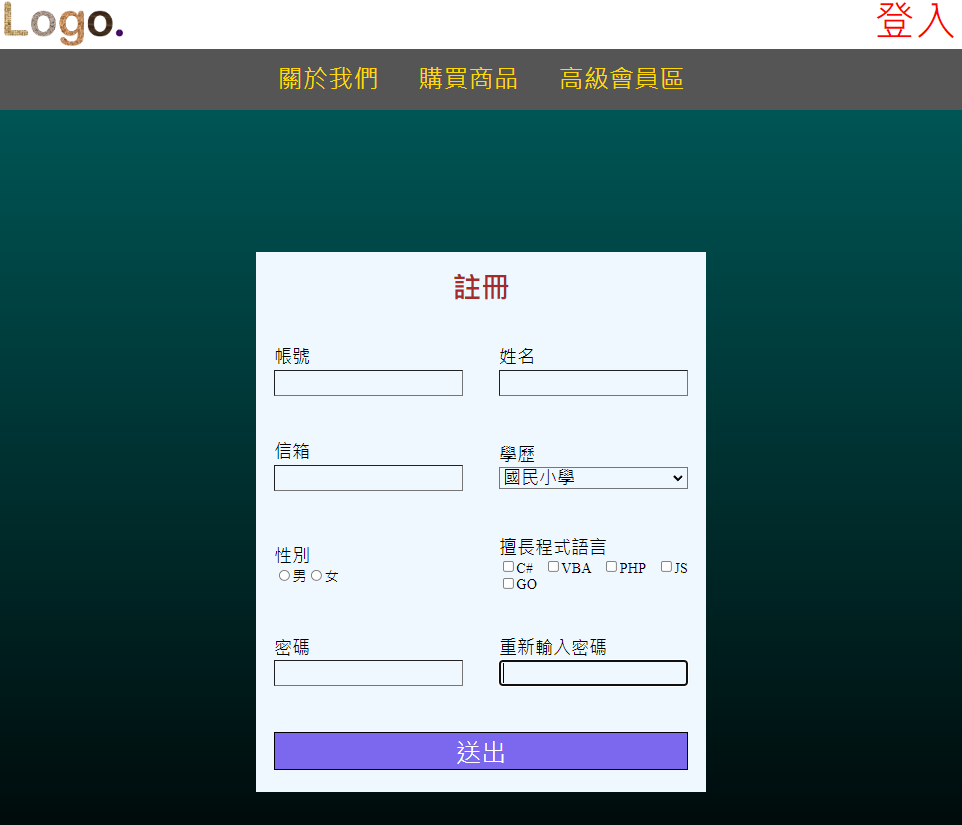 Logo.
登入
關於我們 購買商品 高級會員區
註冊
帳號 姓名
信箱 學歷
國民小學
性別 擅長程式語言
男 女 C# VBA PHP JS
GO
密碼 重新輸入密碼
送出